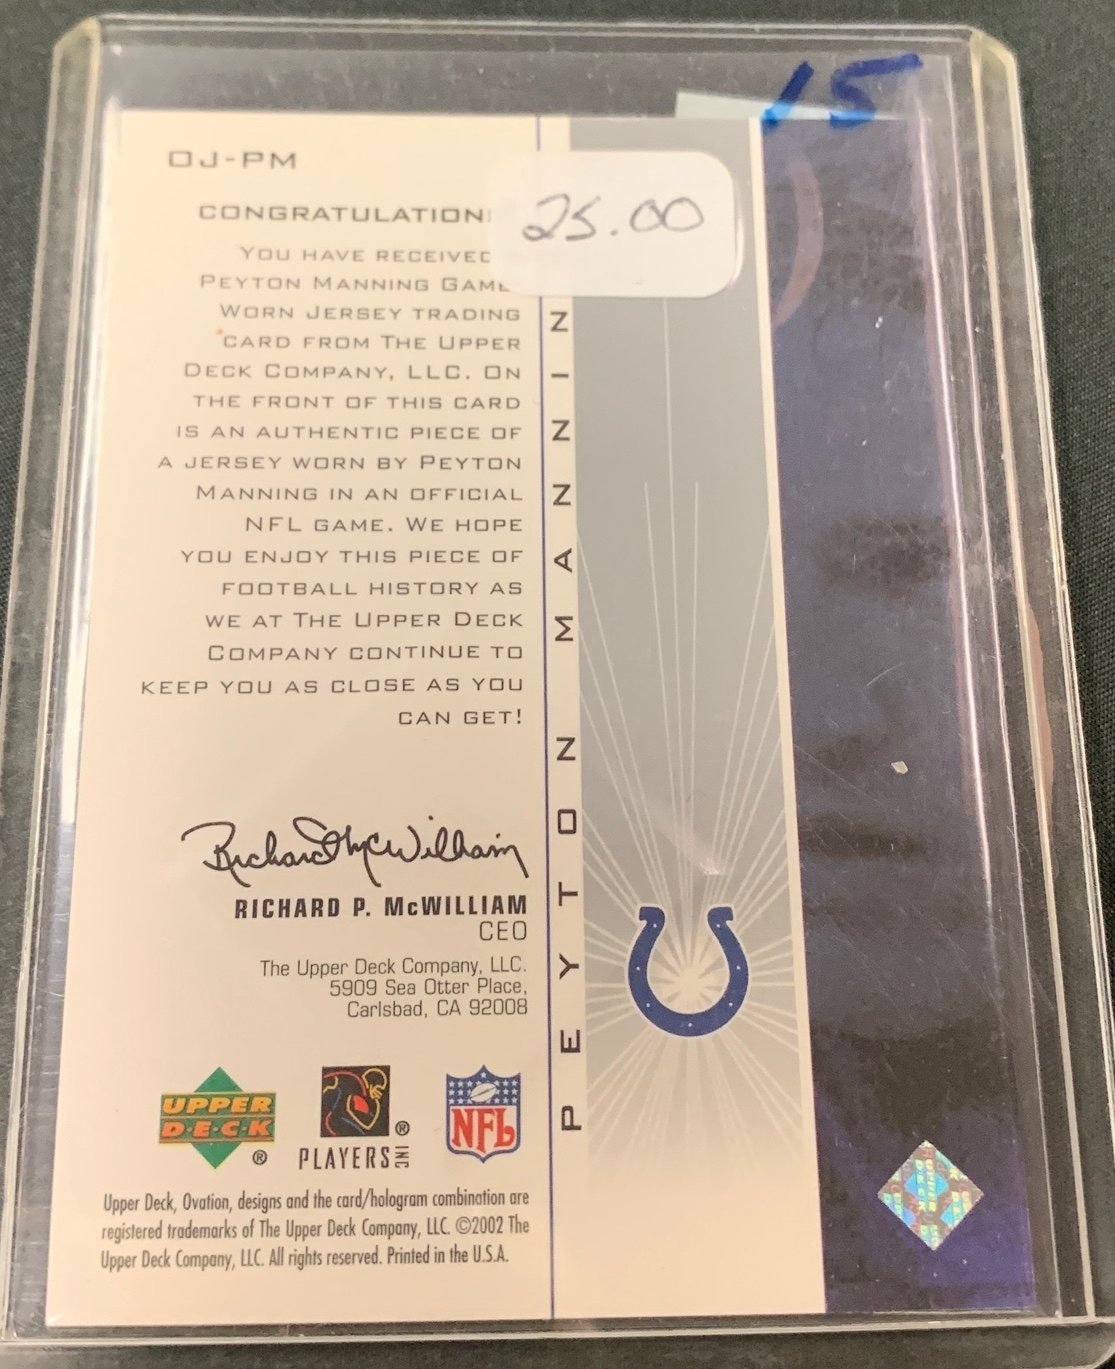 15
25.00
OJ-PM
CONGRATULATION
YOU HAVE RECEIVED
PEYTON MANNING GAME
WORN JERSEY TRADING
CARD FROM THE UPPER
DECK COMPANY, LLC. ON
THE FRONT OF THIS CARD
IS AN AUTHENTIC PIECE OF
A JERSEY WORN BY PEYTON
MANNING IN AN OFFICIAL
NFL GAME. WE HOPE
YOU ENJOY THIS PIECE OF
FOOTBALL HISTORY AS
WE AT THE UPPER DECK
COMPANY CONTINUE TO
KEEP YOU AS CLOSE AS YOU
CAN GET!
Richard McWilliam
RICHARD P. McWILLIAM
CEO
The Upper Deck Company, LLC.
5909 Sea Otter Place,
Carlsbad, CA 92008
UPPER
D·E·C·K
®
®
PLAYERS INC
NFL
Upper Deck, Ovation, designs and the card/hologram combination are
registered trademarks of The Upper Deck Company, LLC. ©2002 The
Upper Deck Company, LLC. All rights reserved. Printed in the U.S.A.
PEYTON MANNIN